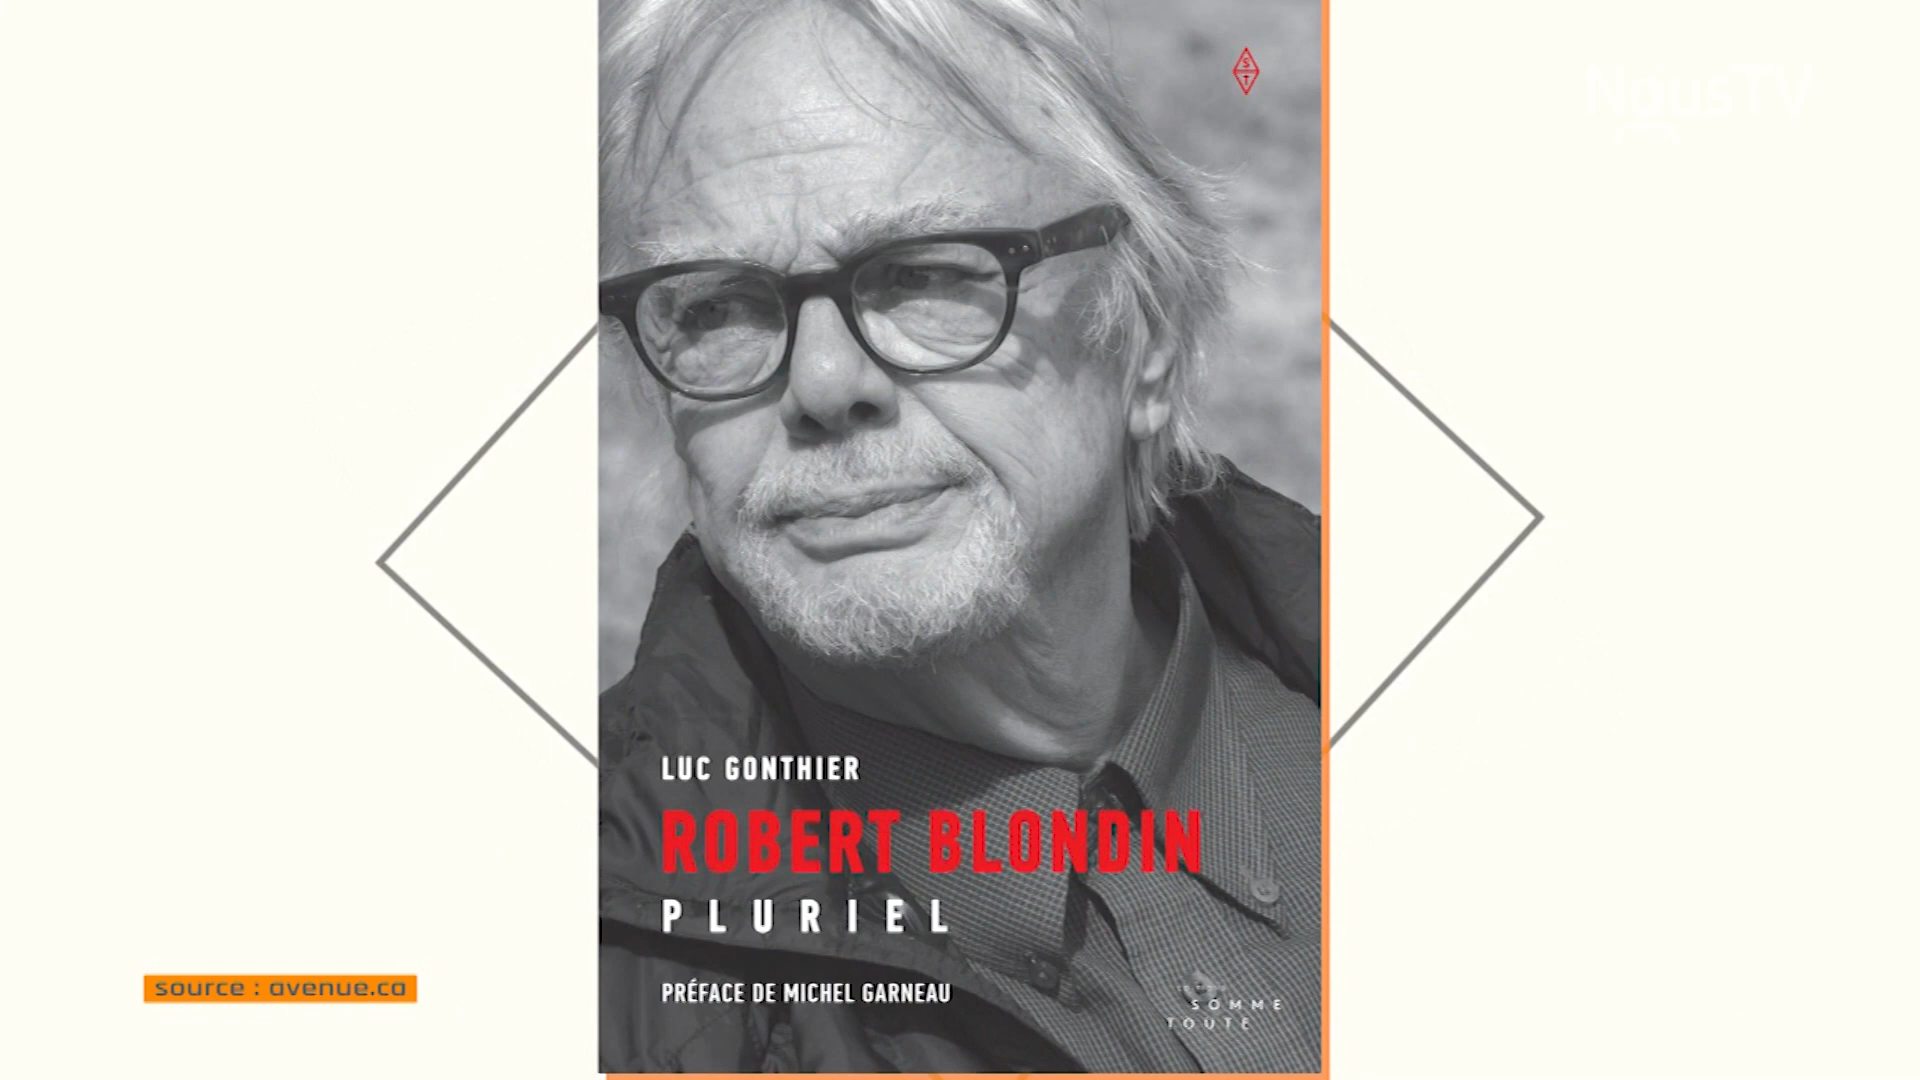 NousTV
S
T
LUC GONTHIER
ROBERT BLONDIN
PLURIEL
PRÉFACE DE MICHEL GARNEAU
SOMME
TOUTE
source : avenue.ca